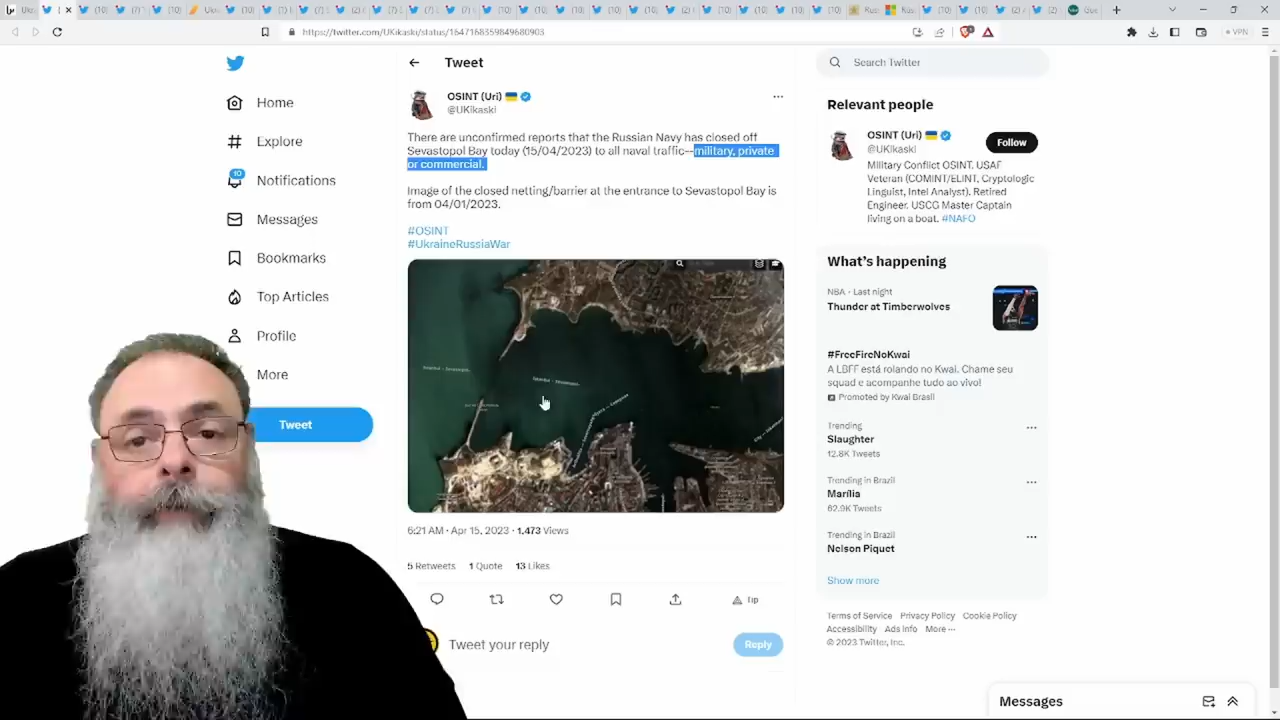 https://twitter.com/UKikaski/status/1647168359849680903
VPN
Home
Explore
10
Notifications
Messages
Bookmarks
Top Articles
Profile
More
Tweet
Tweet
OSINT (Uri)
@UKikaski
There are unconfirmed reports that the Russian Navy has closed off
Sevastopol Bay today (15/04/2023) to all naval traffic--military, private
or commercial.
Image of the closed netting/barrier at the entrance to Sevastopol Bay is
from 04/01/2023.
#OSINT
#UkraineRussiaWar
6:21 AM · Apr 15, 2023 · 1,473 Views
5 Retweets 1 Quote 13 Likes
Tip
Tweet your reply
Reply
Search Twitter
Relevant people
OSINT (Uri)
@UKikaski
Follow
Military Conflict OSINT. USAF
Veteran (COMINT/ELINT, Cryptologic
Linguist, Intel Analyst). Retired
Engineer. USCG Master Captain
living on a boat. #NAFO
What's happening
NBA · Last night
Thunder at Timberwolves
#FreeFireNoKwai
A LBFF está rolando no Kwai. Chame seu
squad e acompanhe tudo ao vivo!
Promoted by Kwai Brasil
Trending
Slaughter
12.8K Tweets
Trending in Brazil
Marília
62.9K Tweets
Trending in Brazil
Nelson Piquet
Show more
Terms of Service Privacy Policy Cookie Policy
Accessibility Ads info More ···
© 2023 Twitter, Inc.
Messages